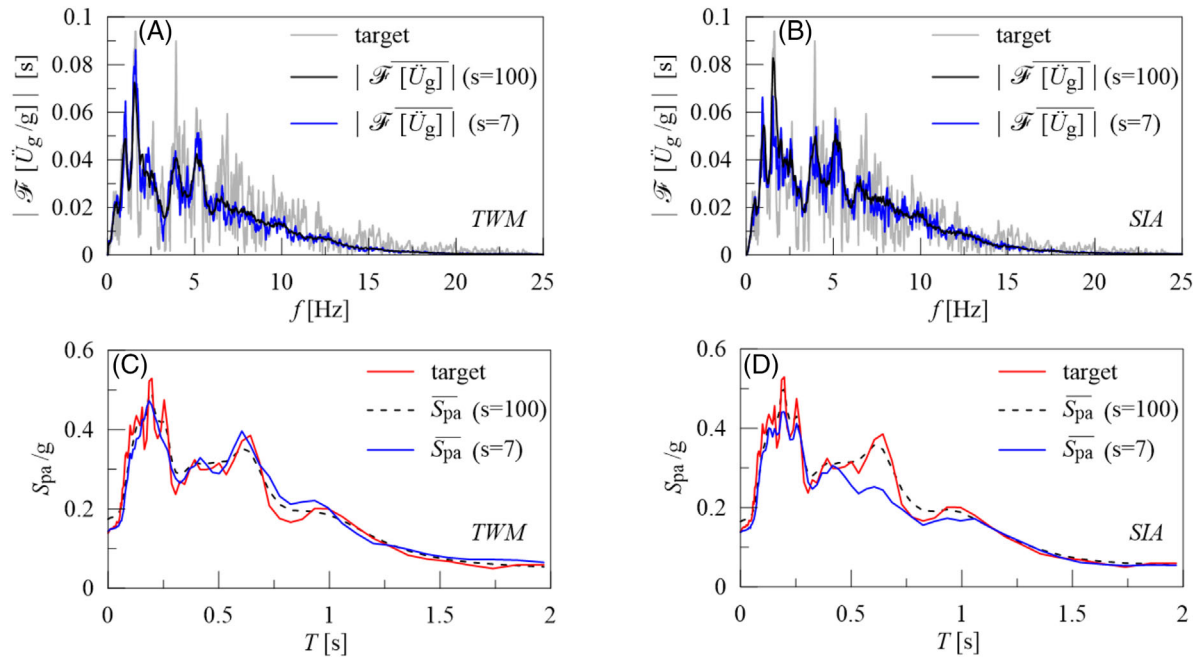 (A)
target
| ℱ [Üg] | (s=100)
| ℱ [Üg] | (s=7)
TWM
| ℱ [Üg/g] | [s]
0.1
0.08
0.06
0.04
0.02
0
0 5 10 15 20 25
f [Hz]
(B)
target
| ℱ [Üg] | (s=100)
| ℱ [Üg] | (s=7)
SIA
| ℱ [Üg/g] | [s]
0.1
0.08
0.06
0.04
0.02
0
0 5 10 15 20 25
f [Hz]
(C)
target
Spa (s=100)
Spa (s=7)
TWM
Spa/g
0.6
0.4
0.2
0
0 0.5 1 1.5 2
T [s]
(D)
target
Spa (s=100)
Spa (s=7)
SIA
Spa/g
0.6
0.4
0.2
0
0 0.5 1 1.5 2
T [s]